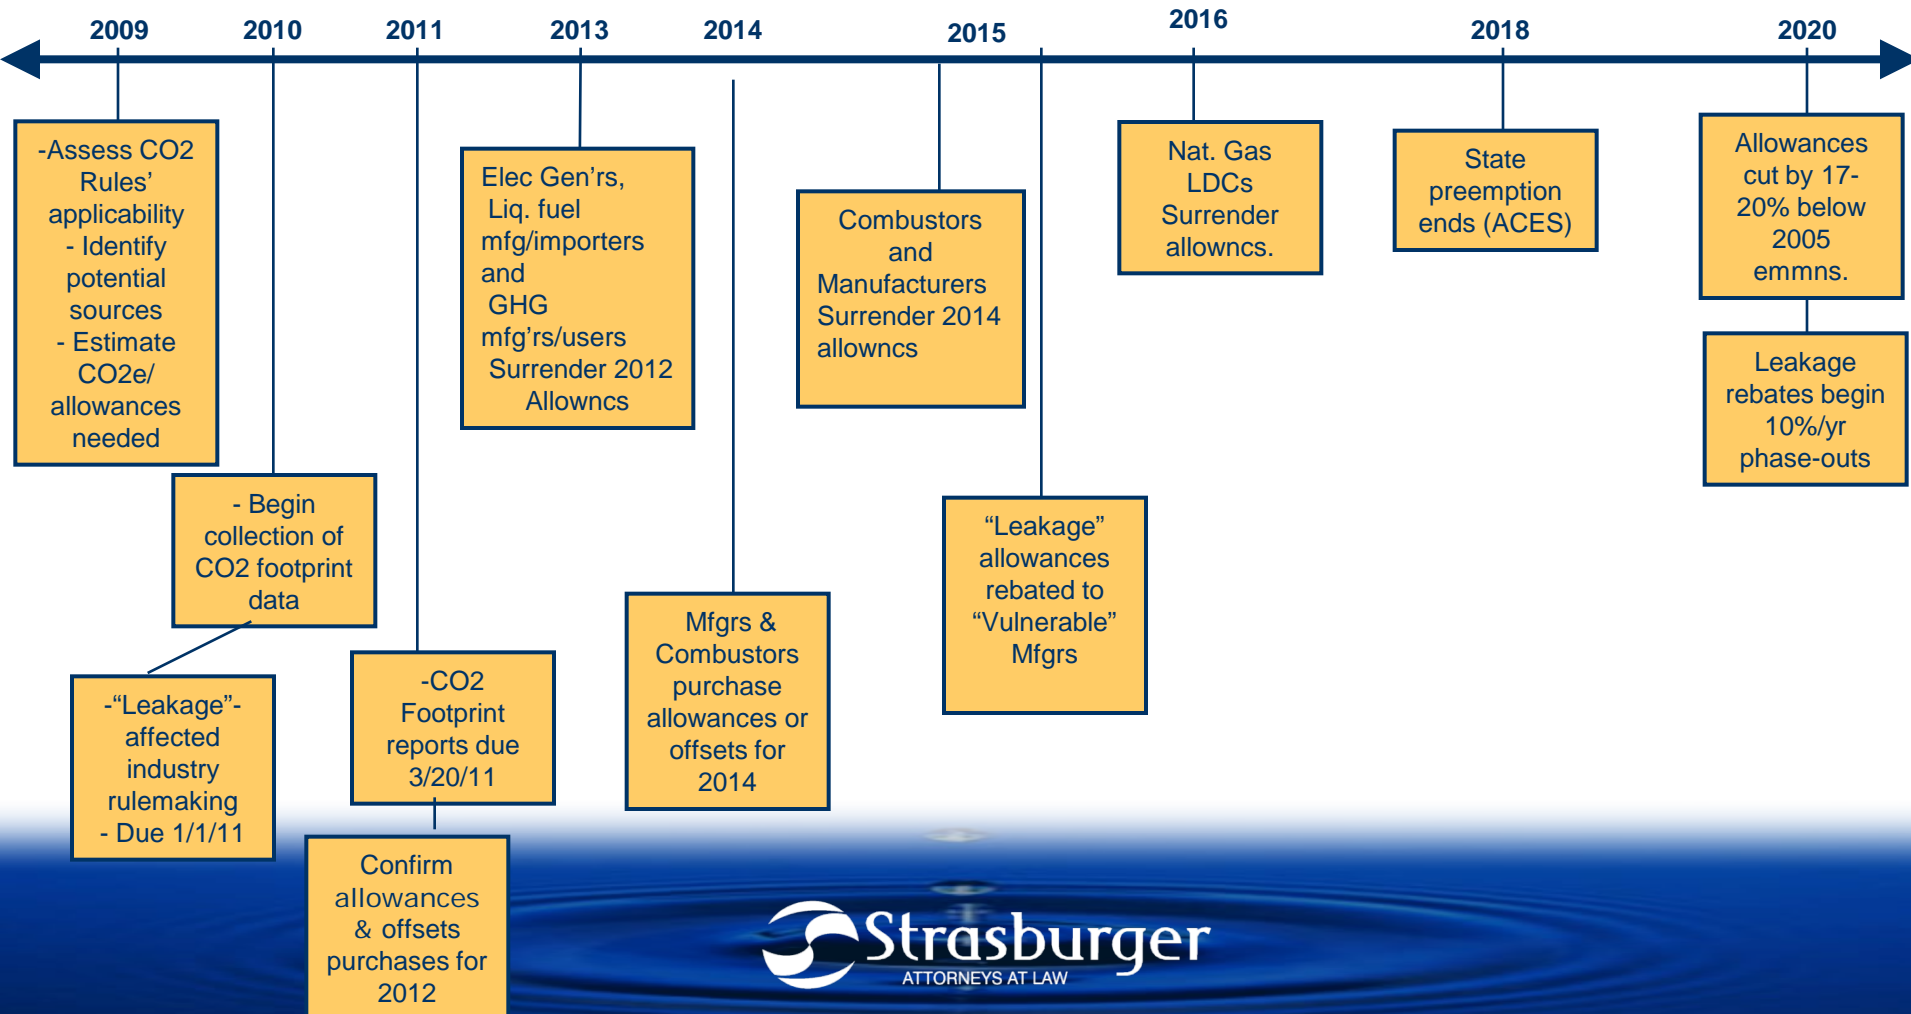 2009
2010
2011
2013
2014
2015
2016
2018
2020
-Assess CO2
Rules’
applicability
- Identify
potential
sources
- Estimate
CO2e/
allowances
needed
- Begin
collection of
CO2 footprint
data
-“Leakage”-
affected
industry
rulemaking
- Due 1/1/11
-CO2
Footprint
reports due
3/20/11
Confirm
allowances
& offsets
purchases for
2012
Elec Gen’rs,
Liq. fuel
mfg/importers
and
GHG
mfg’rs/users
Surrender 2012
Allowncs
Mfgrs &
Combustors
purchase
allowances or
offsets for
2014
Combustors
and
Manufacturers
Surrender 2014
allowncs
“Leakage”
allowances
rebated to
“Vulnerable”
Mfgrs
Nat. Gas
LDCs
Surrender
allowncs.
State
preemption
ends (ACES)
Allowances
cut by 17-
20% below
2005
emmns.
Leakage
rebates begin
10%/yr
phase-outs
Strasburger
ATTORNEYS AT LAW